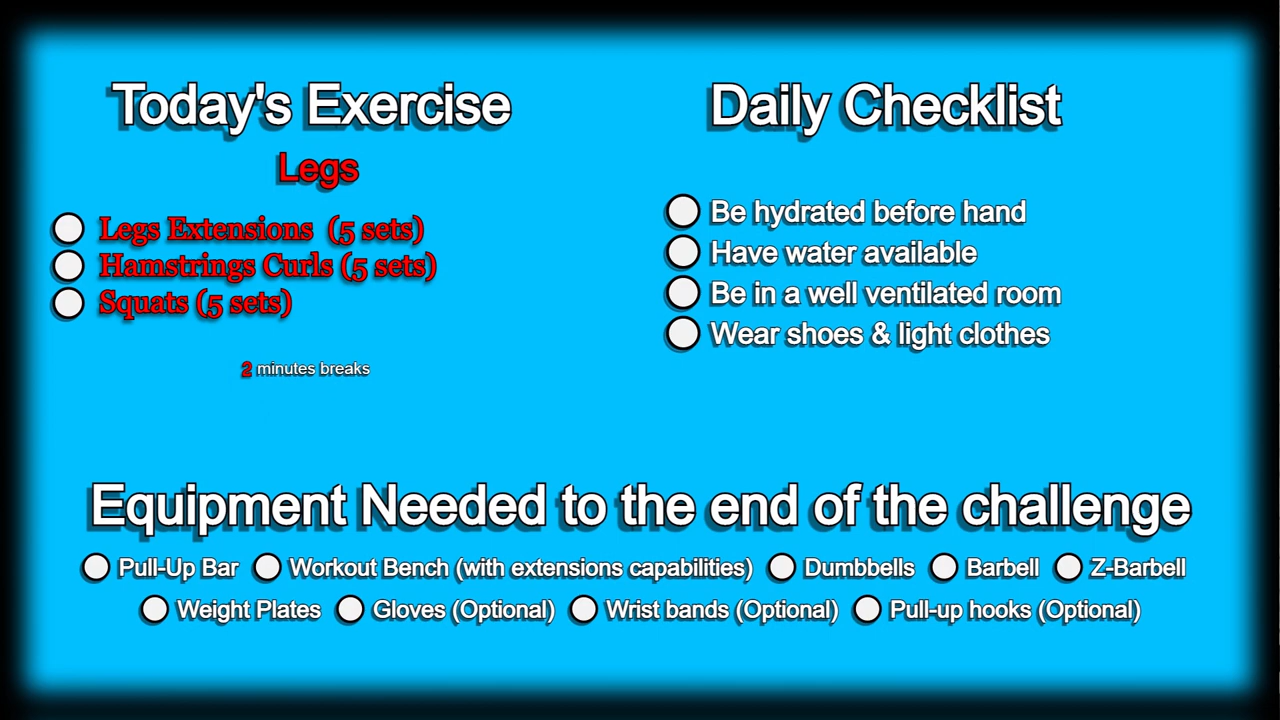 Today's Exercise
Legs
Legs Extensions (5 sets)
Hamstrings Curls (5 sets)
Squats (5 sets)
2 minutes breaks
Daily Checklist
Be hydrated before hand
Have water available
Be in a well ventilated room
Wear shoes & light clothes
Equipment Needed to the end of the challenge
Pull-Up Bar Workout Bench (with extensions capabilities) Dumbbells Barbell Z-Barbell
Weight Plates Gloves (Optional) Wrist bands (Optional) Pull-up hooks (Optional)